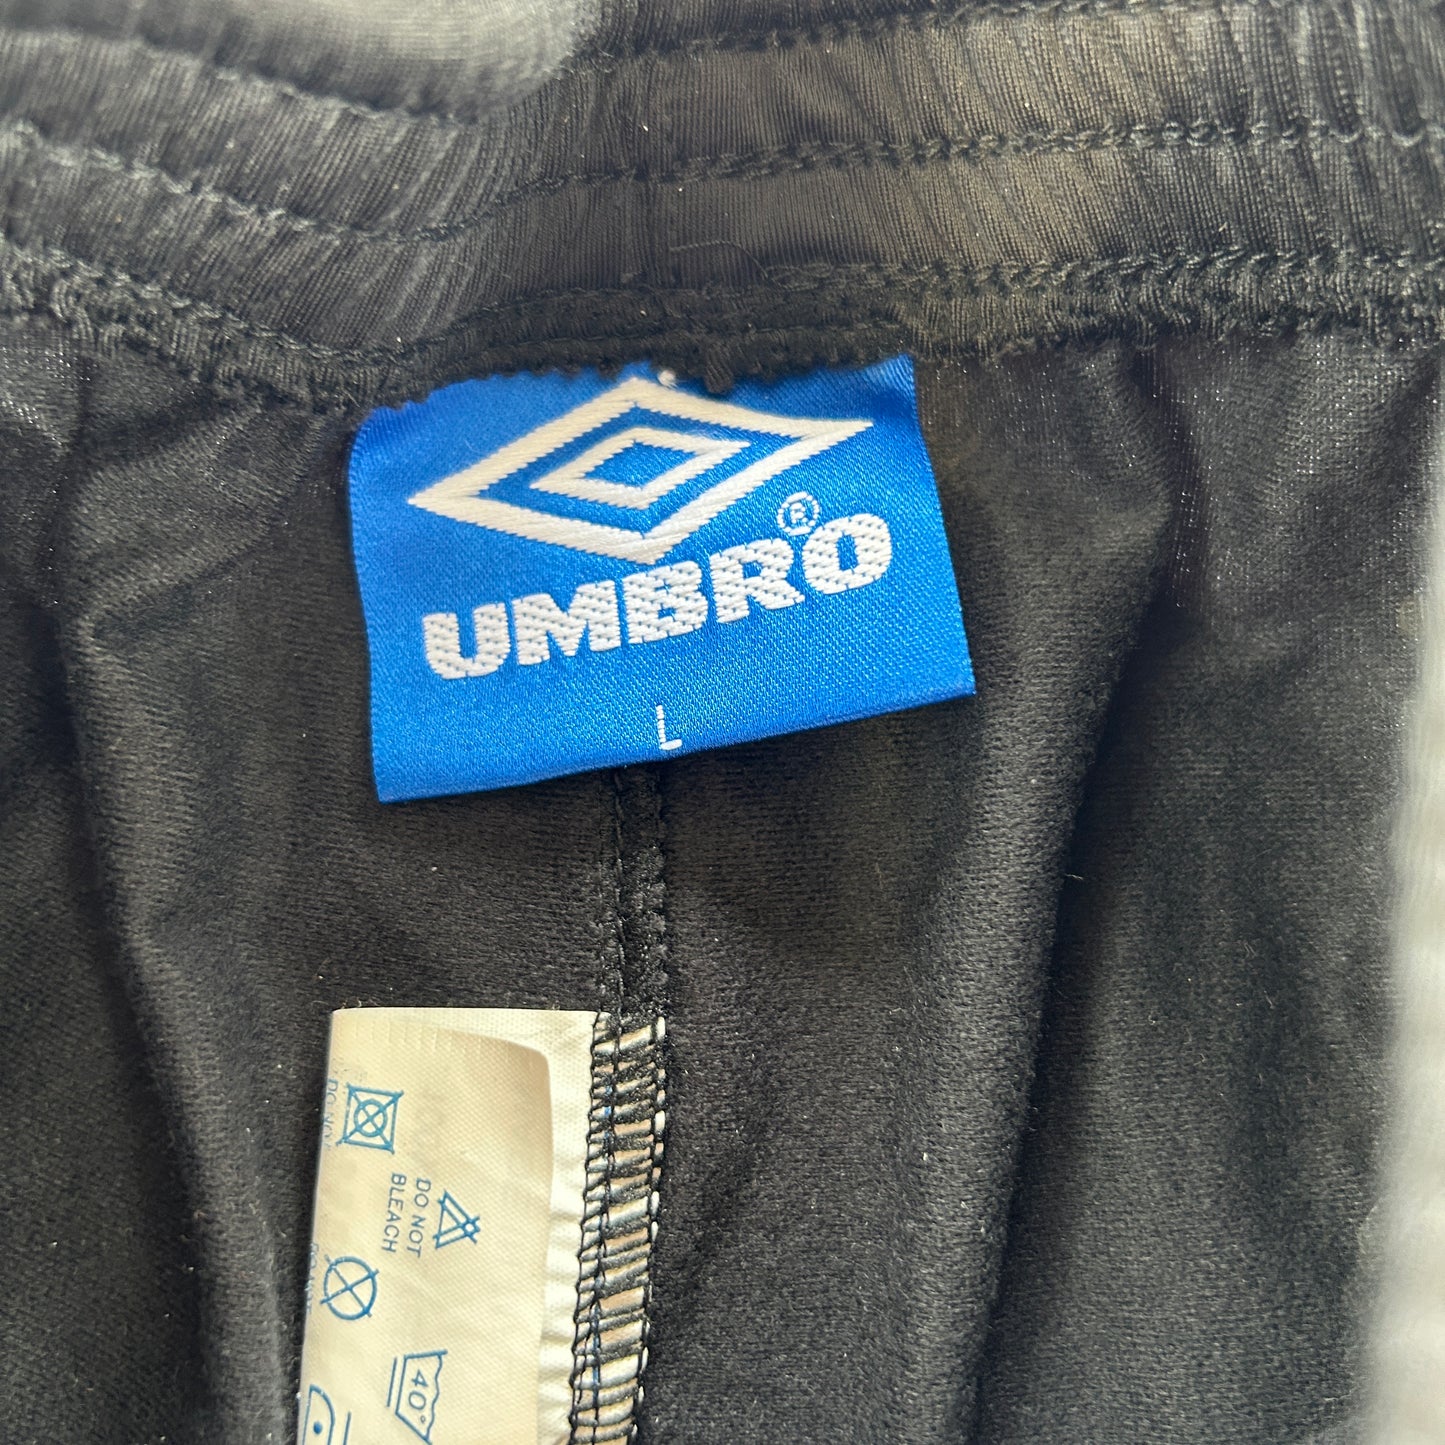 UMBRO®
L
DO NOT
BLEACH
40°